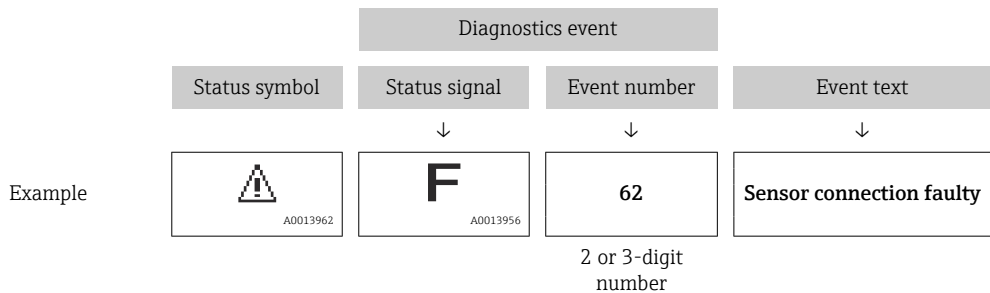 Diagnostics event
Status symbol Status signal Event number Event text
↓ ↓ ↓
Example F 62 Sensor connection faulty
A0013962 A0013956
2 or 3-digit
number